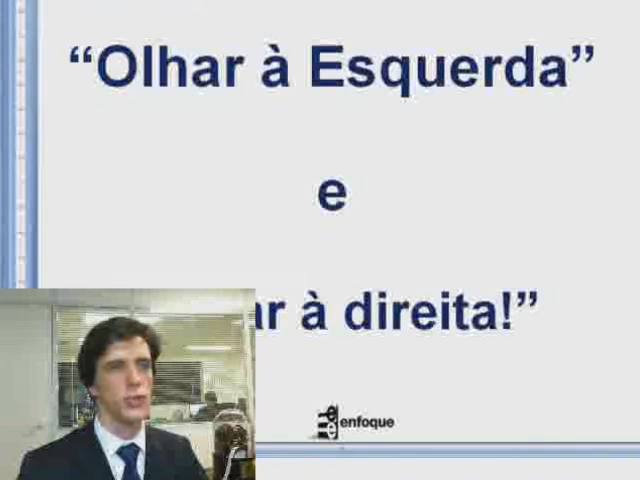 “Olhar à Esquerda”
e
ar à direita!”
enfoque